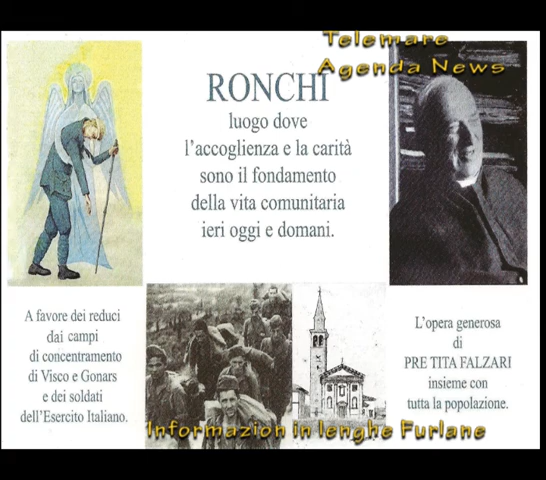 Telemare
Agenda News
RONCHI
luogo dove
l'accoglienza e la carità
sono il fondamento
della vita comunitaria
ieri oggi e domani.
A favore dei reduci
dai campi
di concentramento
di Visco e Gonars
e dei soldati
dell'Esercito Italiano.
L'opera generosa
di
PRE TITA FALZARI
insieme con
tutta la popolazione.
Informazion in lenghe Furlane